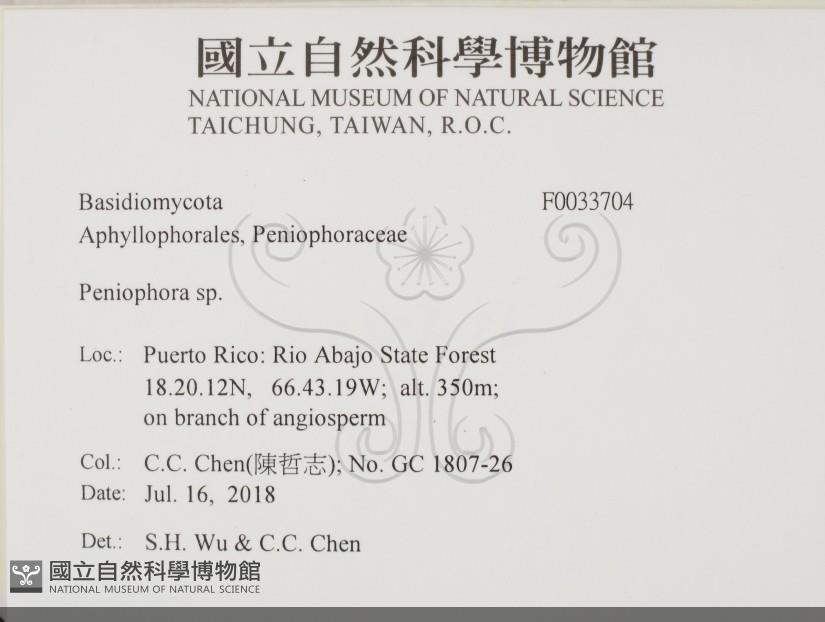 國立自然科學博物館
NATIONAL MUSEUM OF NATURAL SCIENCE
TAICHUNG, TAIWAN, R.O.C.
Basidiomycota F0033704
Aphyllophorales, Peniophoraceae
Peniophora sp.
Loc.: Puerto Rico: Rio Abajo State Forest
18.20.12N, 66.43.19W; alt. 350m;
on branch of angiosperm
Col.: C.C. Chen(陳哲志); No. GC 1807-26
Date: Jul. 16, 2018
Det.: S.H. Wu & C.C. Chen
國立自然科學博物館
NATIONAL MUSEUM OF NATURAL SCIENCE